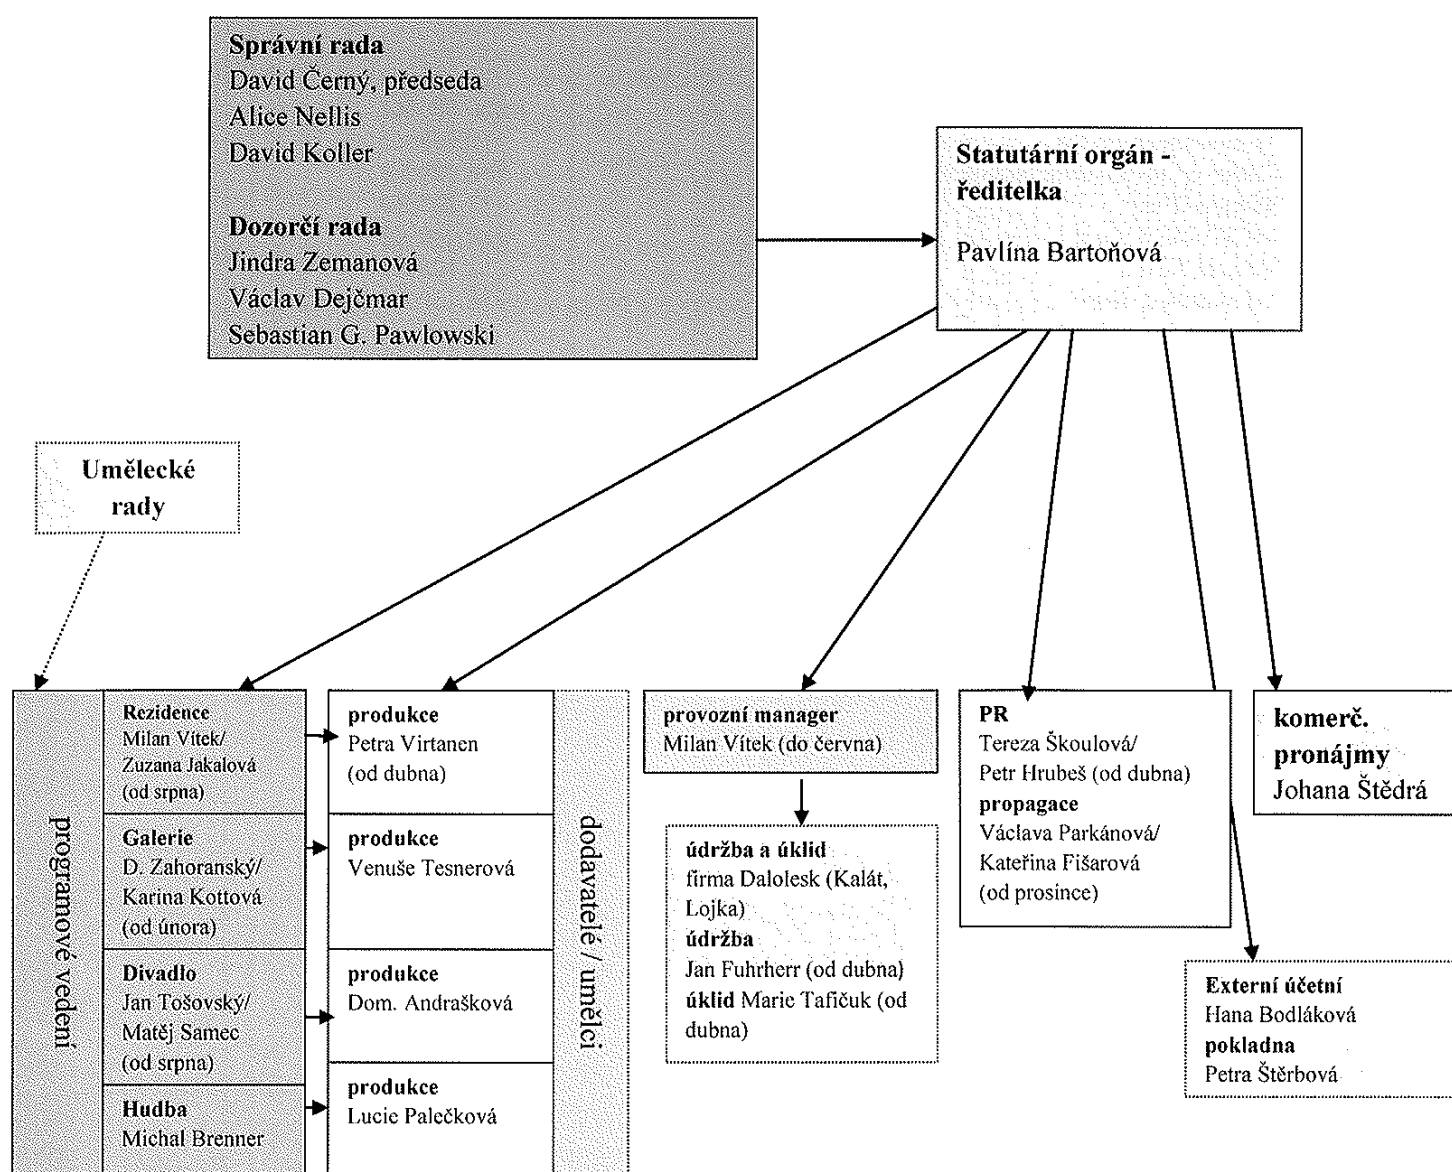 Správní rada
David Černý, předseda
Alice Nellis
David Koller
Dozorčí rada
Jindra Zemanová
Václav Dejčmar
Sebastian G. Pawlowski
Statutární orgán -
ředitelka
Pavlína Bartoňová
Umělecké
rady
programové vedení
Rezidence
Milan Vítek/
Zuzana Jakalová
(od srpna)
Galerie
D. Zahoranský/
Karina Kottová
(od února)
Divadlo
Jan Tošovský/
Matěj Samec
(od srpna)
Hudba
Michal Brenner
produkce
Petra Virtanen
(od dubna)
produkce
Venuše Tesnerová
produkce
Dom. Andrašková
produkce
Lucie Palečková
dodavatelé / umělci
provozní manager
Milan Vítek (do června)
údržba a úklid
firma Dalolesk (Kalát,
Lojka)
údržba
Jan Fuhrherr (od dubna)
úklid Marie Tafičuk (od
dubna)
PR
Tereza Škoulová/
Petr Hrubeš (od dubna)
propagace
Václava Parkánová/
Kateřina Fišarová
(od prosince)
komerč.
pronájmy
Johana Štědrá
Externí účetní
Hana Bodláková
pokladna
Petra Štěrbová